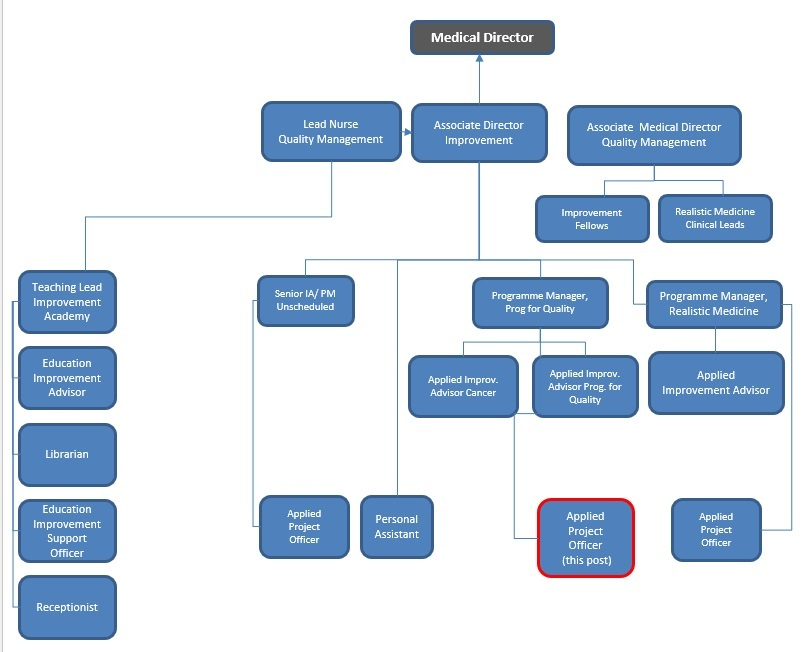 Medical Director
Lead Nurse
Quality Management
Associate Director
Improvement
Associate Medical Director
Quality Management
Improvement
Fellows
Realistic Medicine
Clinical Leads
Teaching Lead
Improvement
Academy
Senior IA/ PM
Unscheduled
Programme Manager,
Prog for Quality
Programme Manager,
Realistic Medicine
Education
Improvement
Advisor
Applied Improv.
Advisor Cancer
Applied Improv.
Advisor Prog. for
Quality
Applied
Improvement Advisor
Librarian
Education
Improvement
Support
Officer
Applied
Project
Officer
Personal
Assistant
Applied
Project
Officer
(this post)
Applied
Project
Officer
Receptionist